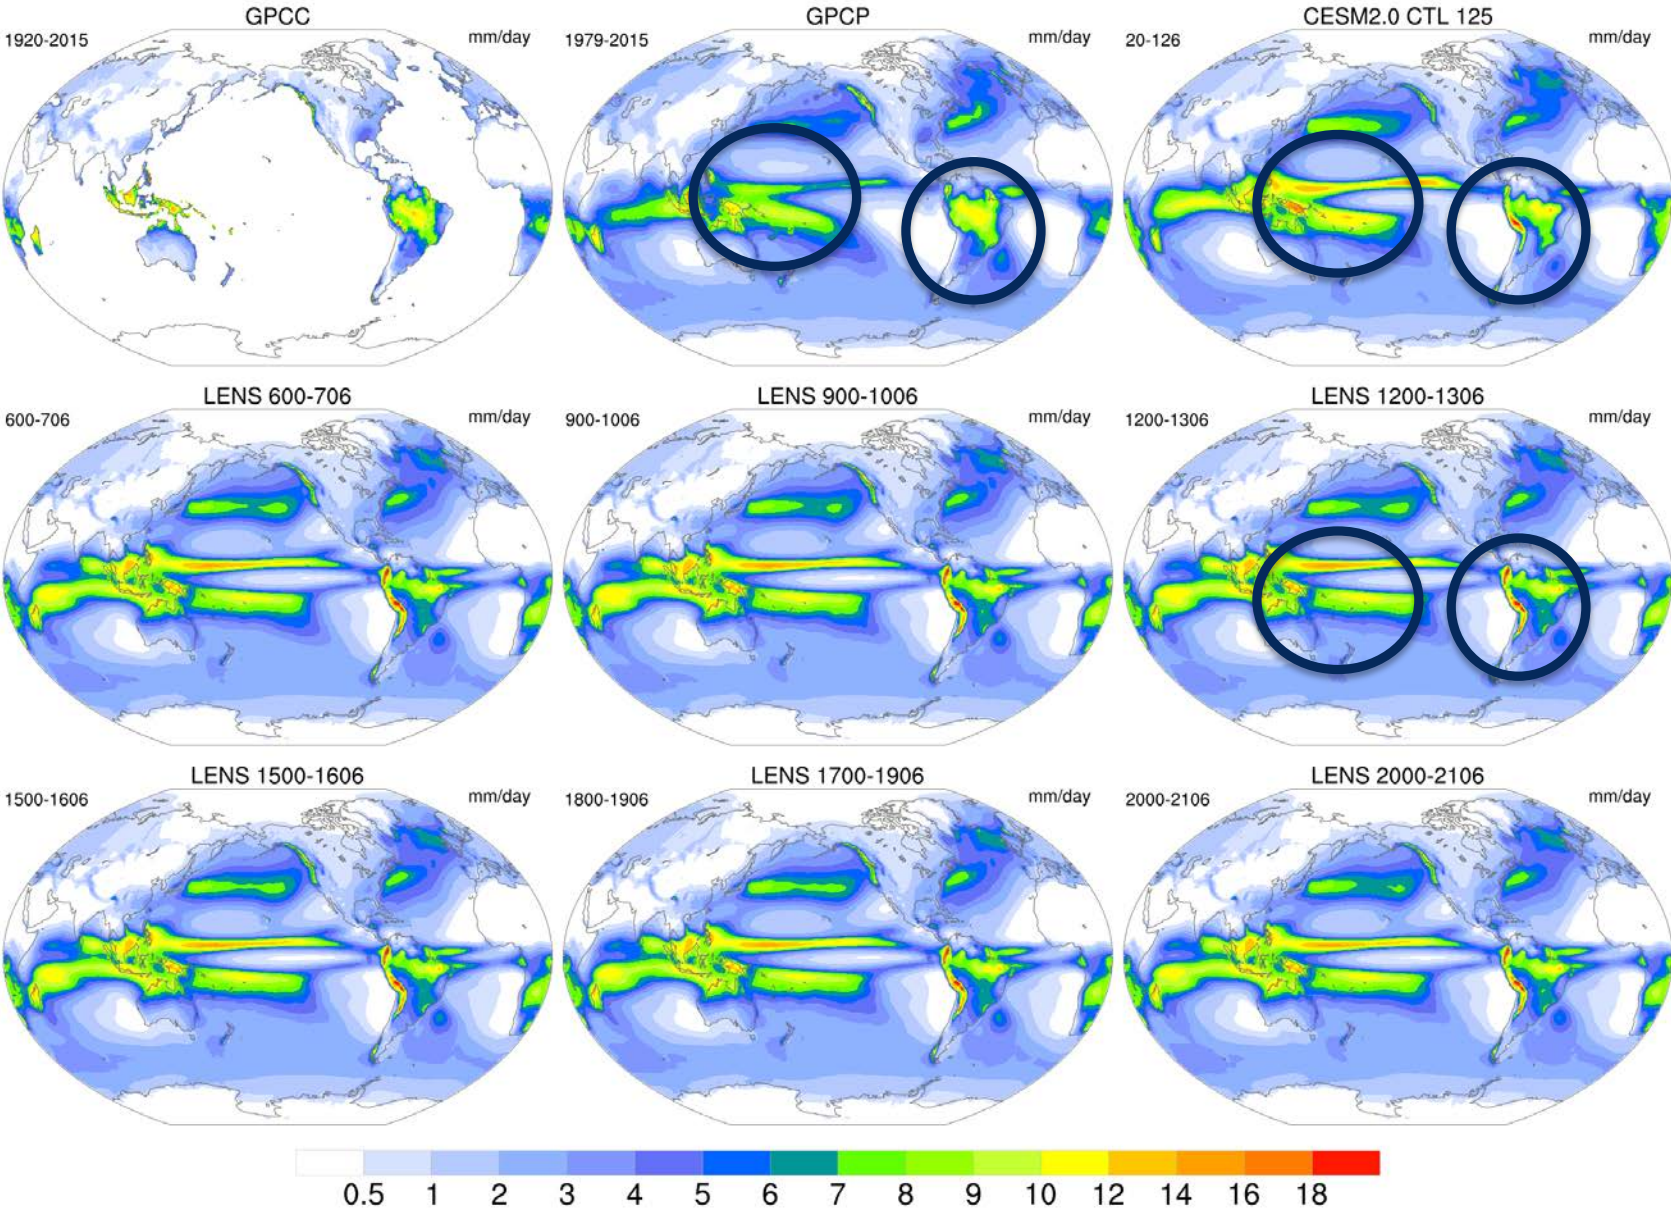 GPCC
1920-2015 mm/day
GPCP
1979-2015 mm/day
CESM2.0 CTL 125
20-126 mm/day
LENS 600-706
600-706 mm/day
LENS 900-1006
900-1006 mm/day
LENS 1200-1306
1200-1306 mm/day
LENS 1500-1606
1500-1606 mm/day
LENS 1700-1906
1800-1906 mm/day
LENS 2000-2106
2000-2106 mm/day
0.5 1 2 3 4 5 6 7 8 9 10 12 14 16 18